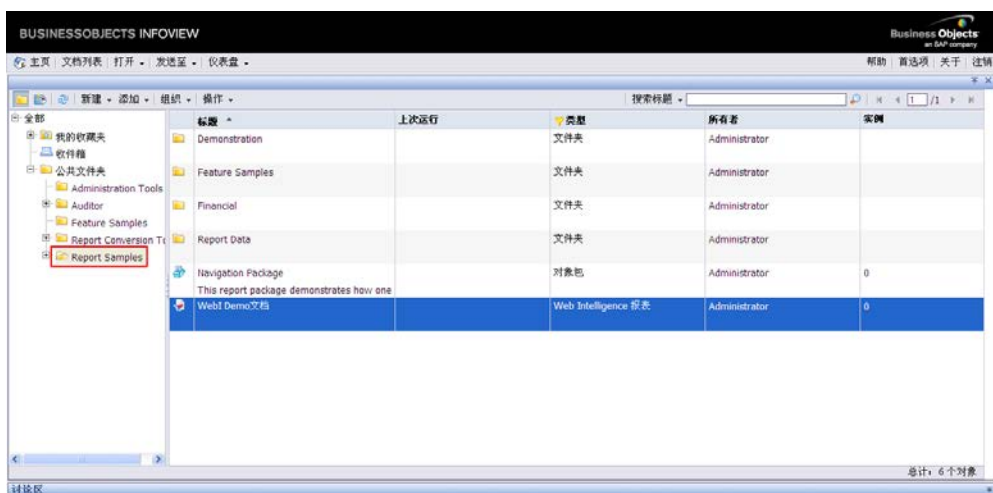 BUSINESSOBJECTS INFOVIEW
Business Objects
an SAP company
主页 文档列表 打开 发送至 仪表盘 帮助 首选项 关于 注销
新建 添加 组织 操作 搜索标题 1 /1
全部
我的收藏夹
收件箱
公共文件夹
Administration Tools
Auditor
Feature Samples
Report Conversion To
Report Samples
标题 上次运行 类型 所有者 实例
Demonstration 文件夹 Administrator
Feature Samples 文件夹 Administrator
Financial 文件夹 Administrator
Report Data 文件夹 Administrator
Navigation Package 对象包 Administrator 0
This report package demonstrates how one
WebI Demo文档 Web Intelligence 报表 Administrator 0
总计: 6 个对象
讨论区